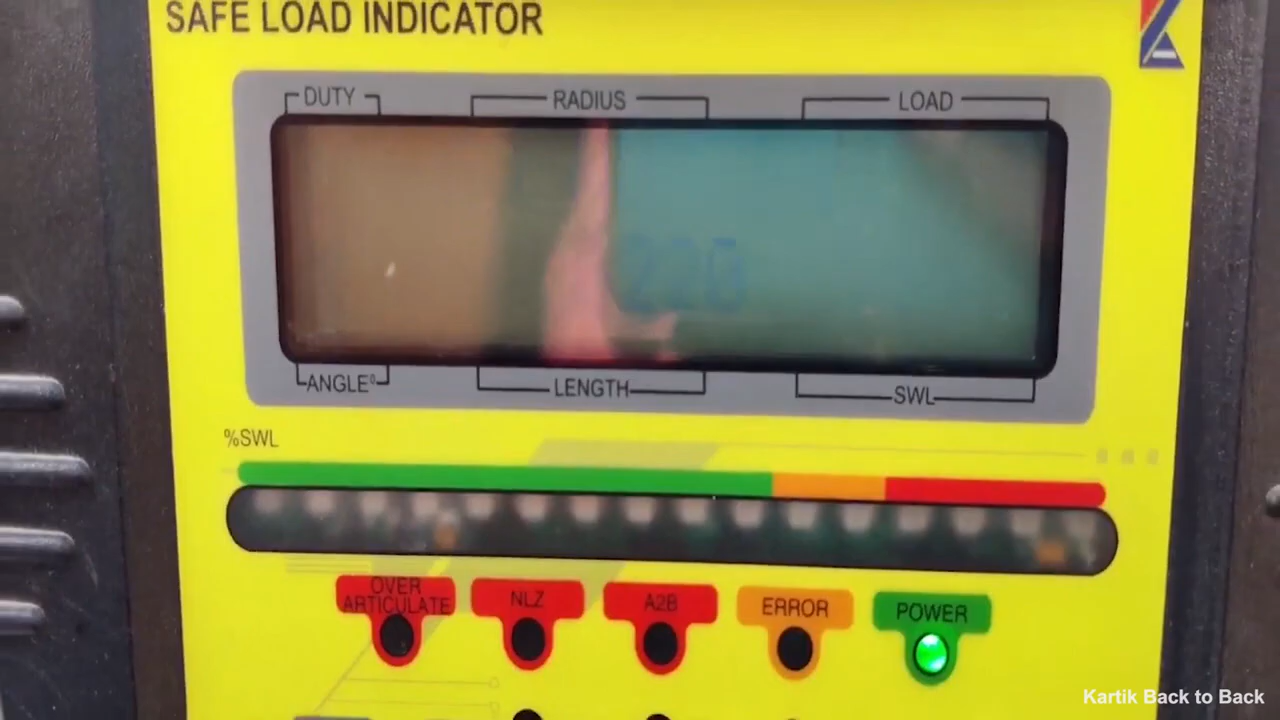 SAFE LOAD INDICATOR
DUTY RADIUS LOAD
ANGLE° LENGTH SWL
%SWL
OVER ARTICULATE
NLZ A2B ERROR POWER
Kartik Back to Back